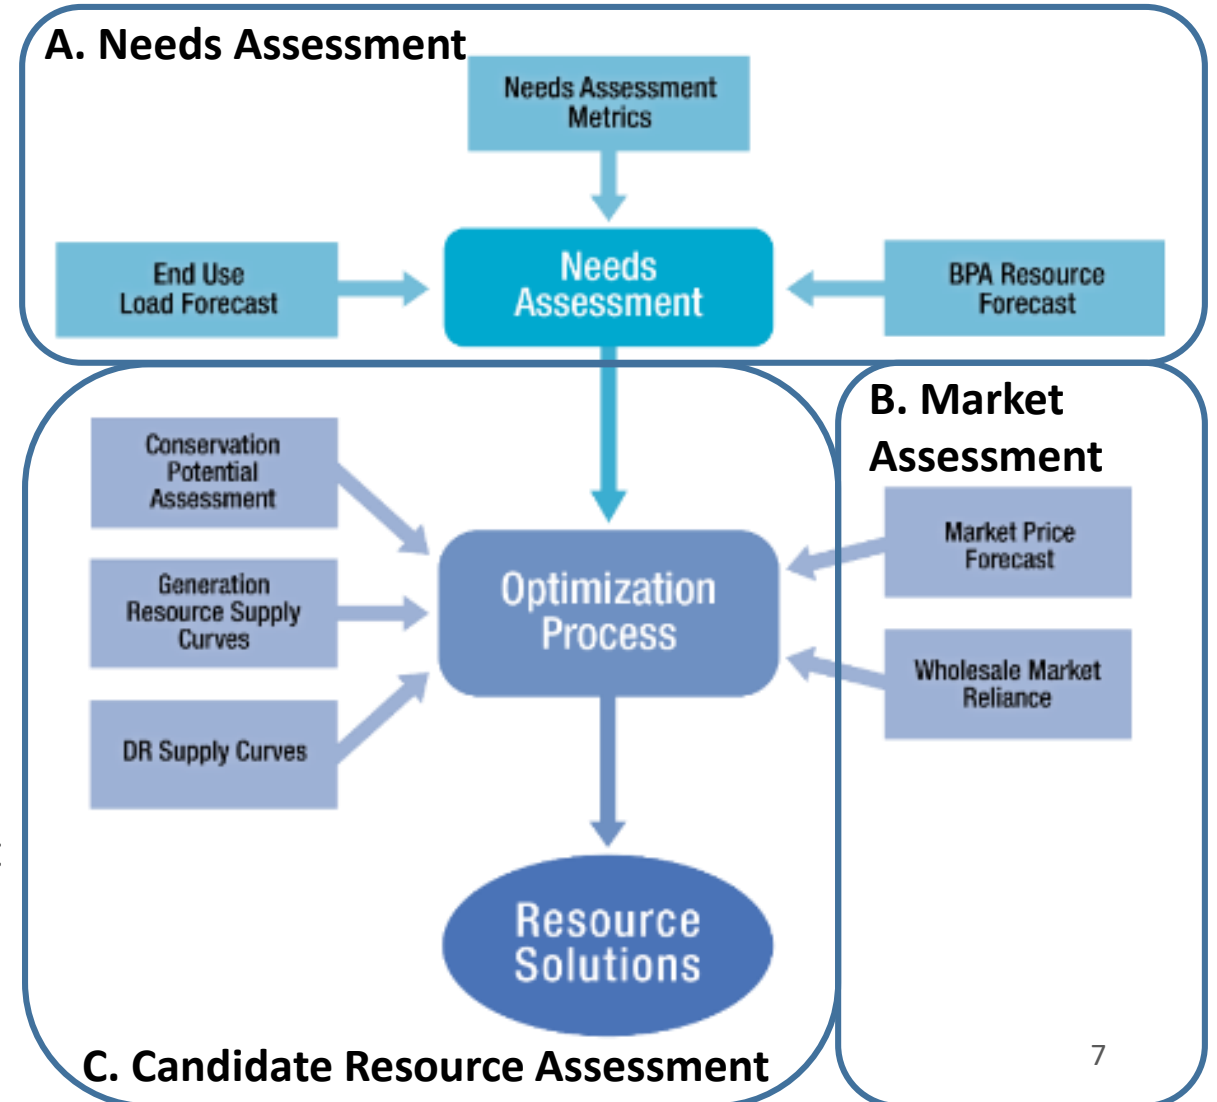 A. Needs Assessment
Needs Assessment
Metrics
End Use
Load Forecast
Needs
Assessment
BPA Resource
Forecast
B. Market
Assessment
Conservation
Potential
Assessment
Generation
Resource Supply
Curves
DR Supply Curves
Optimization
Process
Market Price
Forecast
Wholesale Market
Reliance
Resource
Solutions
C. Candidate Resource Assessment
7